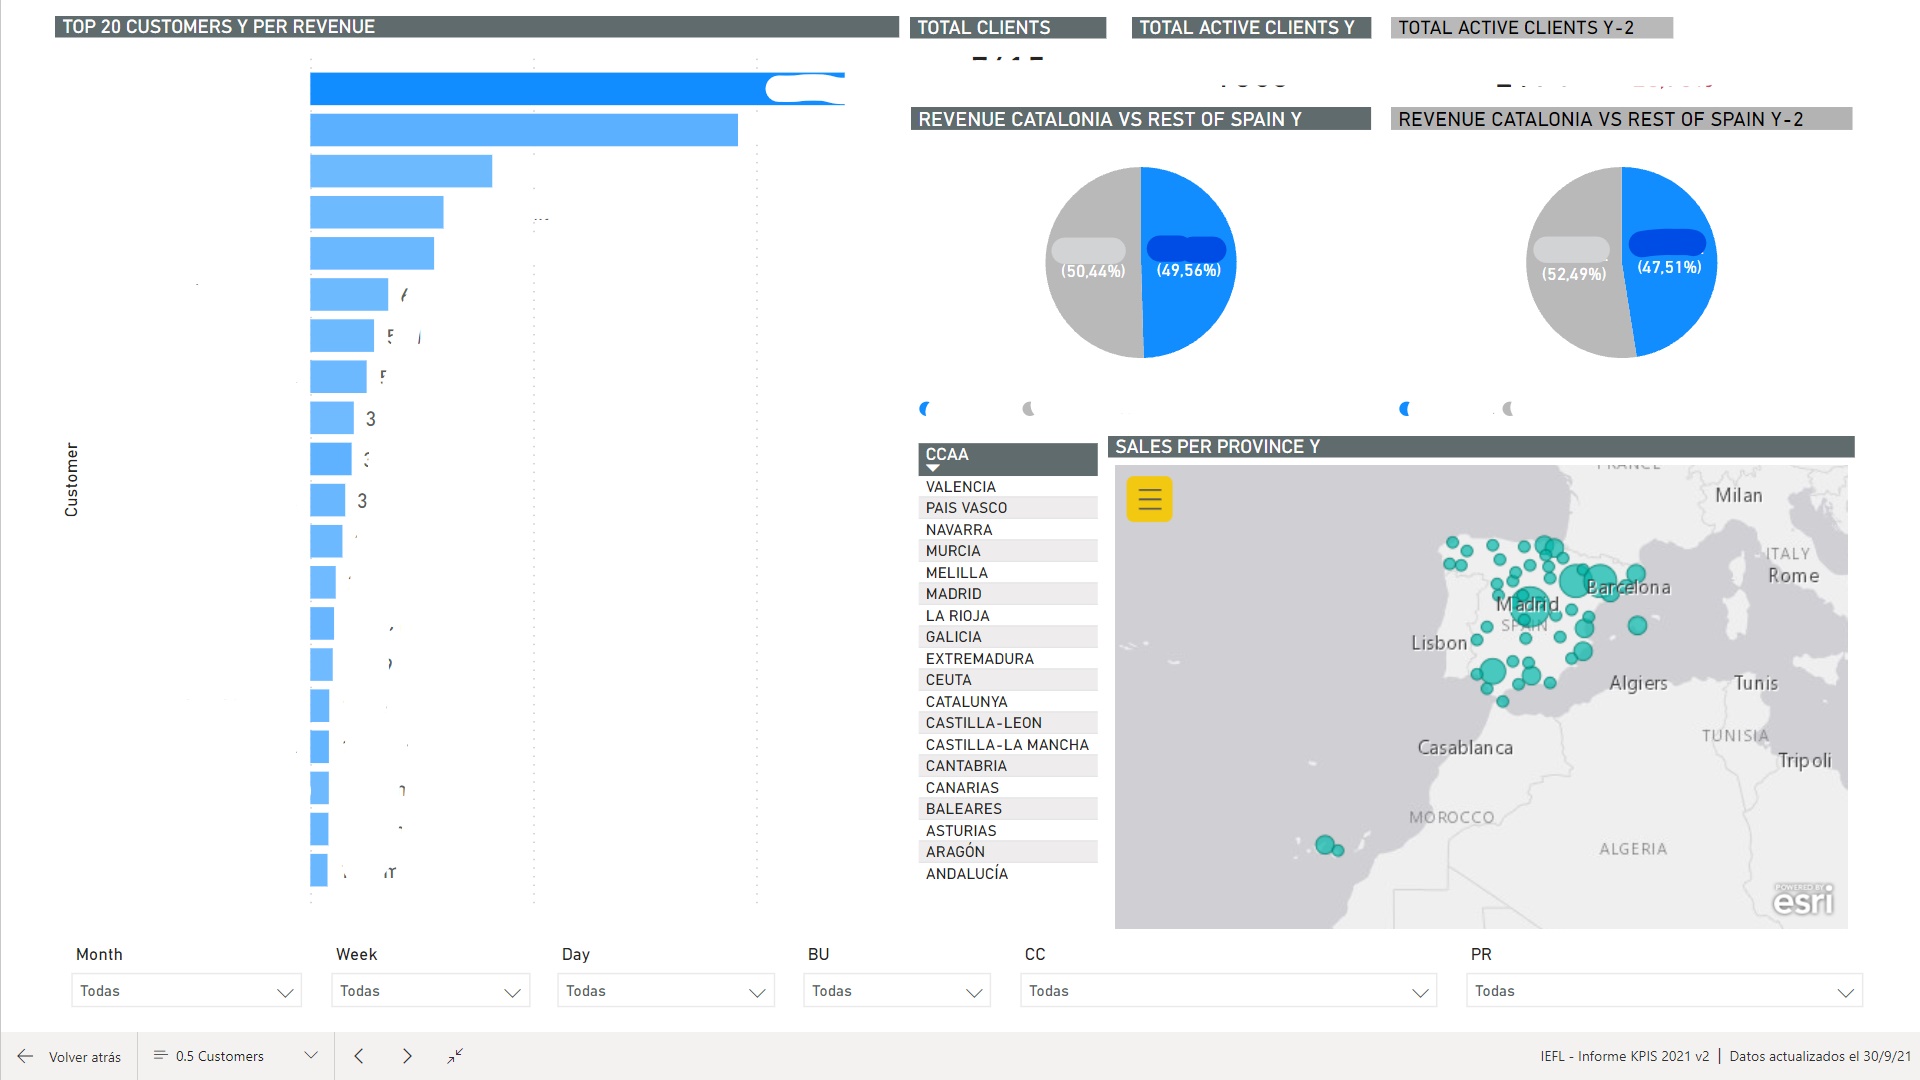 TOP 20 CUSTOMERS Y PER REVENUE
TOTAL CLIENTS
TOTAL ACTIVE CLIENTS Y
TOTAL ACTIVE CLIENTS Y-2
REVENUE CATALONIA VS REST OF SPAIN Y
REVENUE CATALONIA VS REST OF SPAIN Y-2
(50,44%)
(49,56%)
(52,49%)
(47,51%)
3
3
Customer
CCAA
VALENCIA
PAIS VASCO
NAVARRA
MURCIA
MELILLA
MADRID
LA RIOJA
GALICIA
EXTREMADURA
CEUTA
CATALUNYA
CASTILLA-LEON
CASTILLA-LA MANCHA
CANTABRIA
CANARIAS
BALEARES
ASTURIAS
ARAGÓN
ANDALUCÍA
SALES PER PROVINCE Y
FRANCE
Milan
ITALY
Rome
Barcelona
Madrid
SPAIN
Lisbon
Algiers
Tunis
TUNISIA
Casablanca
Tripoli
MOROCCO
ALGERIA
POWERED BY
esri
Month
Week
Day
BU
CC
PR
Todas
Todas
Todas
Todas
Todas
Todas
Volver atrás
0.5 Customers
IEFL - Informe KPIS 2021 v2 | Datos actualizados el 30/9/21